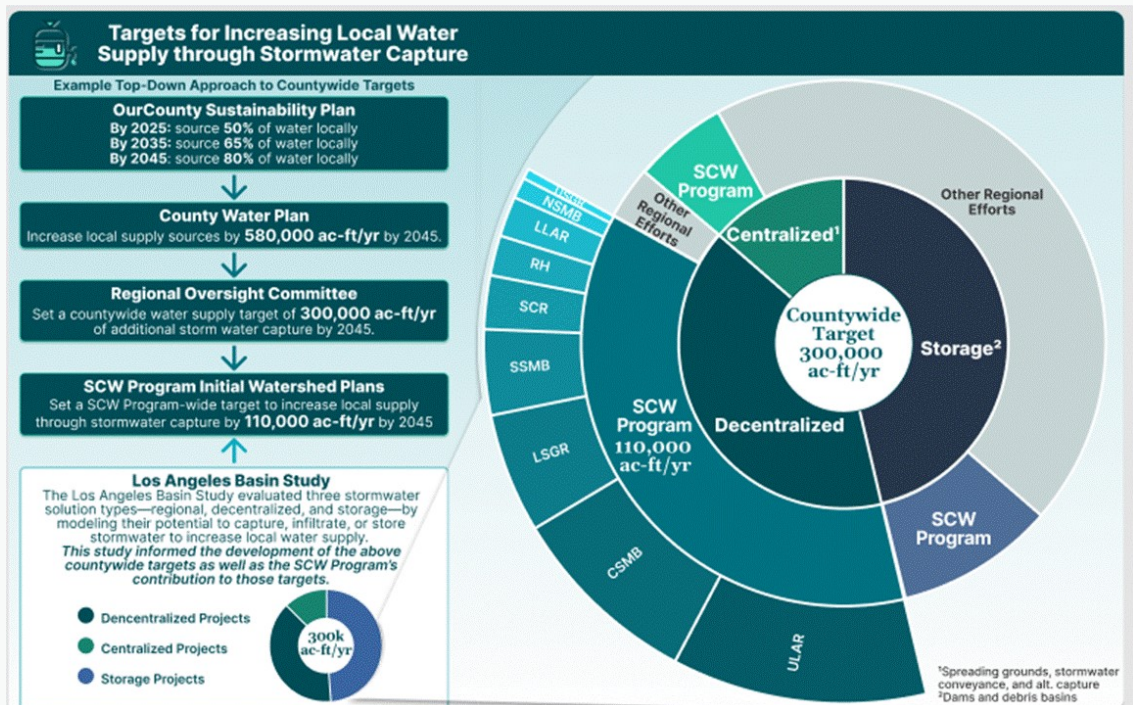 Targets for Increasing Local Water
Supply through Stormwater Capture
Example Top-Down Approach to Countywide Targets
OurCounty Sustainability Plan
By 2025: source 50% of water locally
By 2035: source 65% of water locally
By 2045: source 80% of water locally
County Water Plan
Increase local supply sources by 580,000 ac-ft/yr by 2045.
Regional Oversight Committee
Set a countywide water supply target of 300,000 ac-ft/yr
of additional storm water capture by 2045.
SCW Program Initial Watershed Plans
Set a SCW Program-wide target to increase local supply
through stormwater capture by 110,000 ac-ft/yr by 2045
Los Angeles Basin Study
The Los Angeles Basin Study evaluated three stormwater
solution types—regional, decentralized, and storage—by
modeling their potential to capture, infiltrate, or store
stormwater to increase local water supply.
This study informed the development of the above
countywide targets as well as the SCW Program's
contribution to those targets.
Dencentralized Projects
Centralized Projects
Storage Projects
300k
ac-ft/yr
Countywide
Target
300,000
ac-ft/yr
Centralized¹
Storage²
Decentralized
SCW
Program
Other
Regional
Efforts
Other Regional
Efforts
SCW
Program
110,000
ac-ft/yr
SCW
Program
NSMB
LLAR
RH
SCR
SSMB
LSGR
CSMB
ULAR
¹Spreading grounds, stormwater
conveyance, and alt. capture
²Dams and debris basins